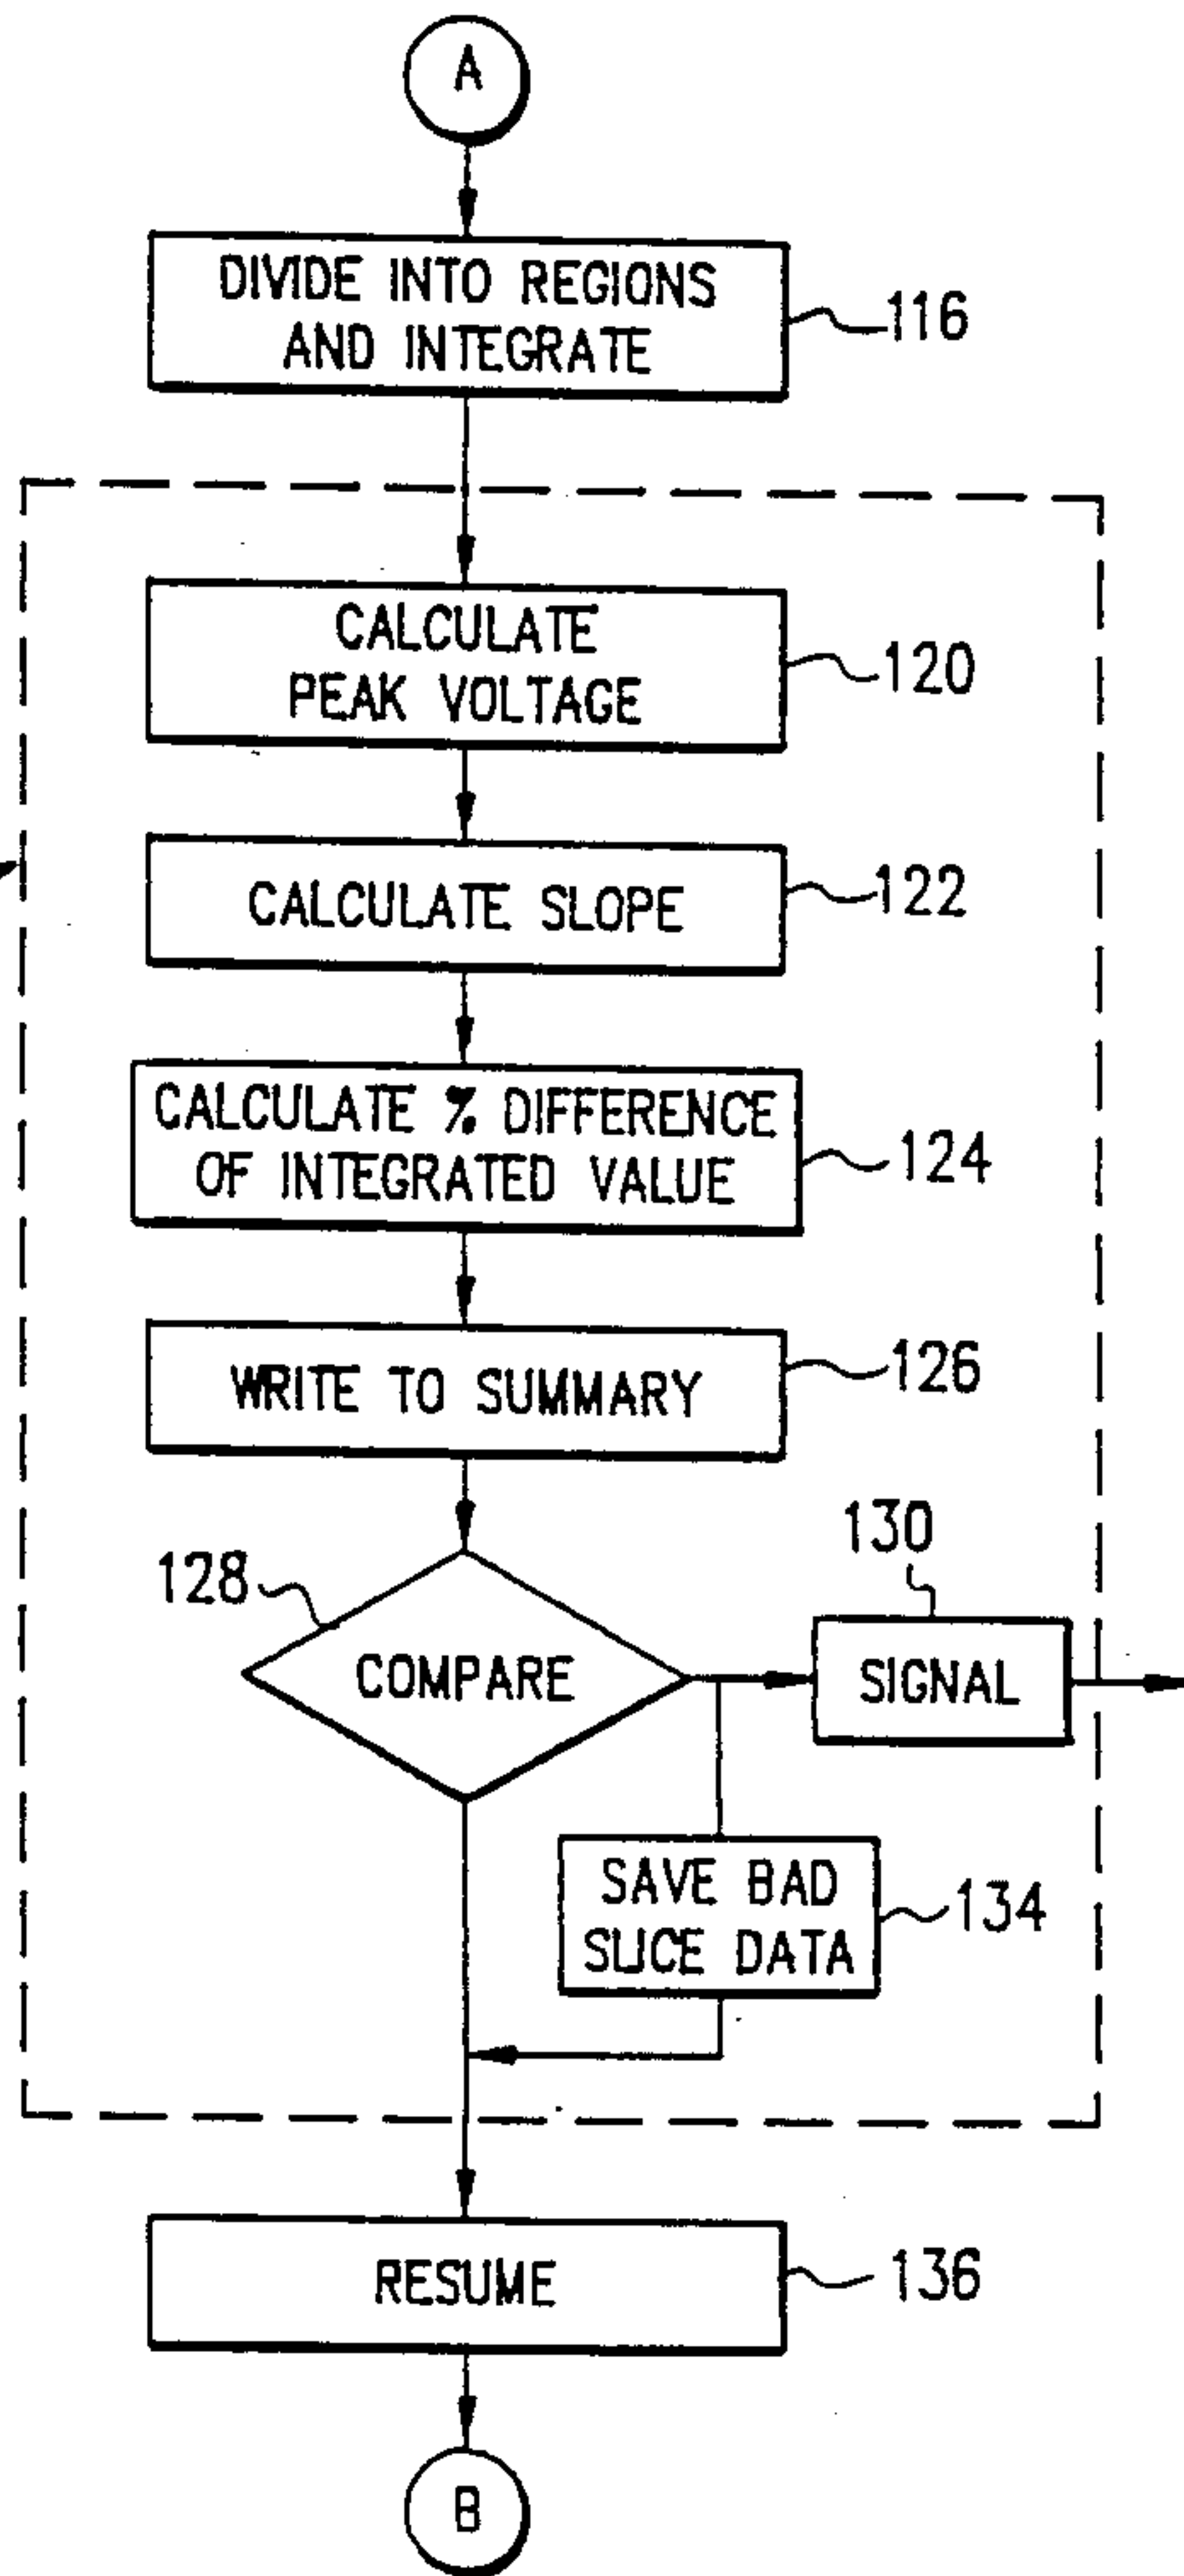 A
DIVIDE INTO REGIONS
AND INTEGRATE
116
CALCULATE
PEAK VOLTAGE
120
CALCULATE SLOPE
122
CALCULATE % DIFFERENCE
OF INTEGRATED VALUE
124
WRITE TO SUMMARY
126
128
COMPARE
130
SIGNAL
SAVE BAD
SLICE DATA
134
RESUME
136
B